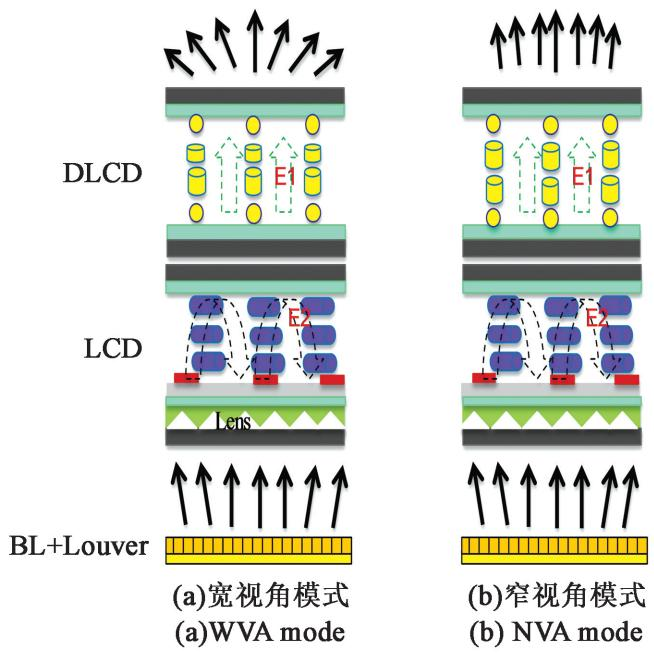 DLCD
E1
E1
LCD
E2
E2
Lens
BL+Louver
(a)宽视角模式
(b)窄视角模式
(a)WVA mode
(b) NVA mode